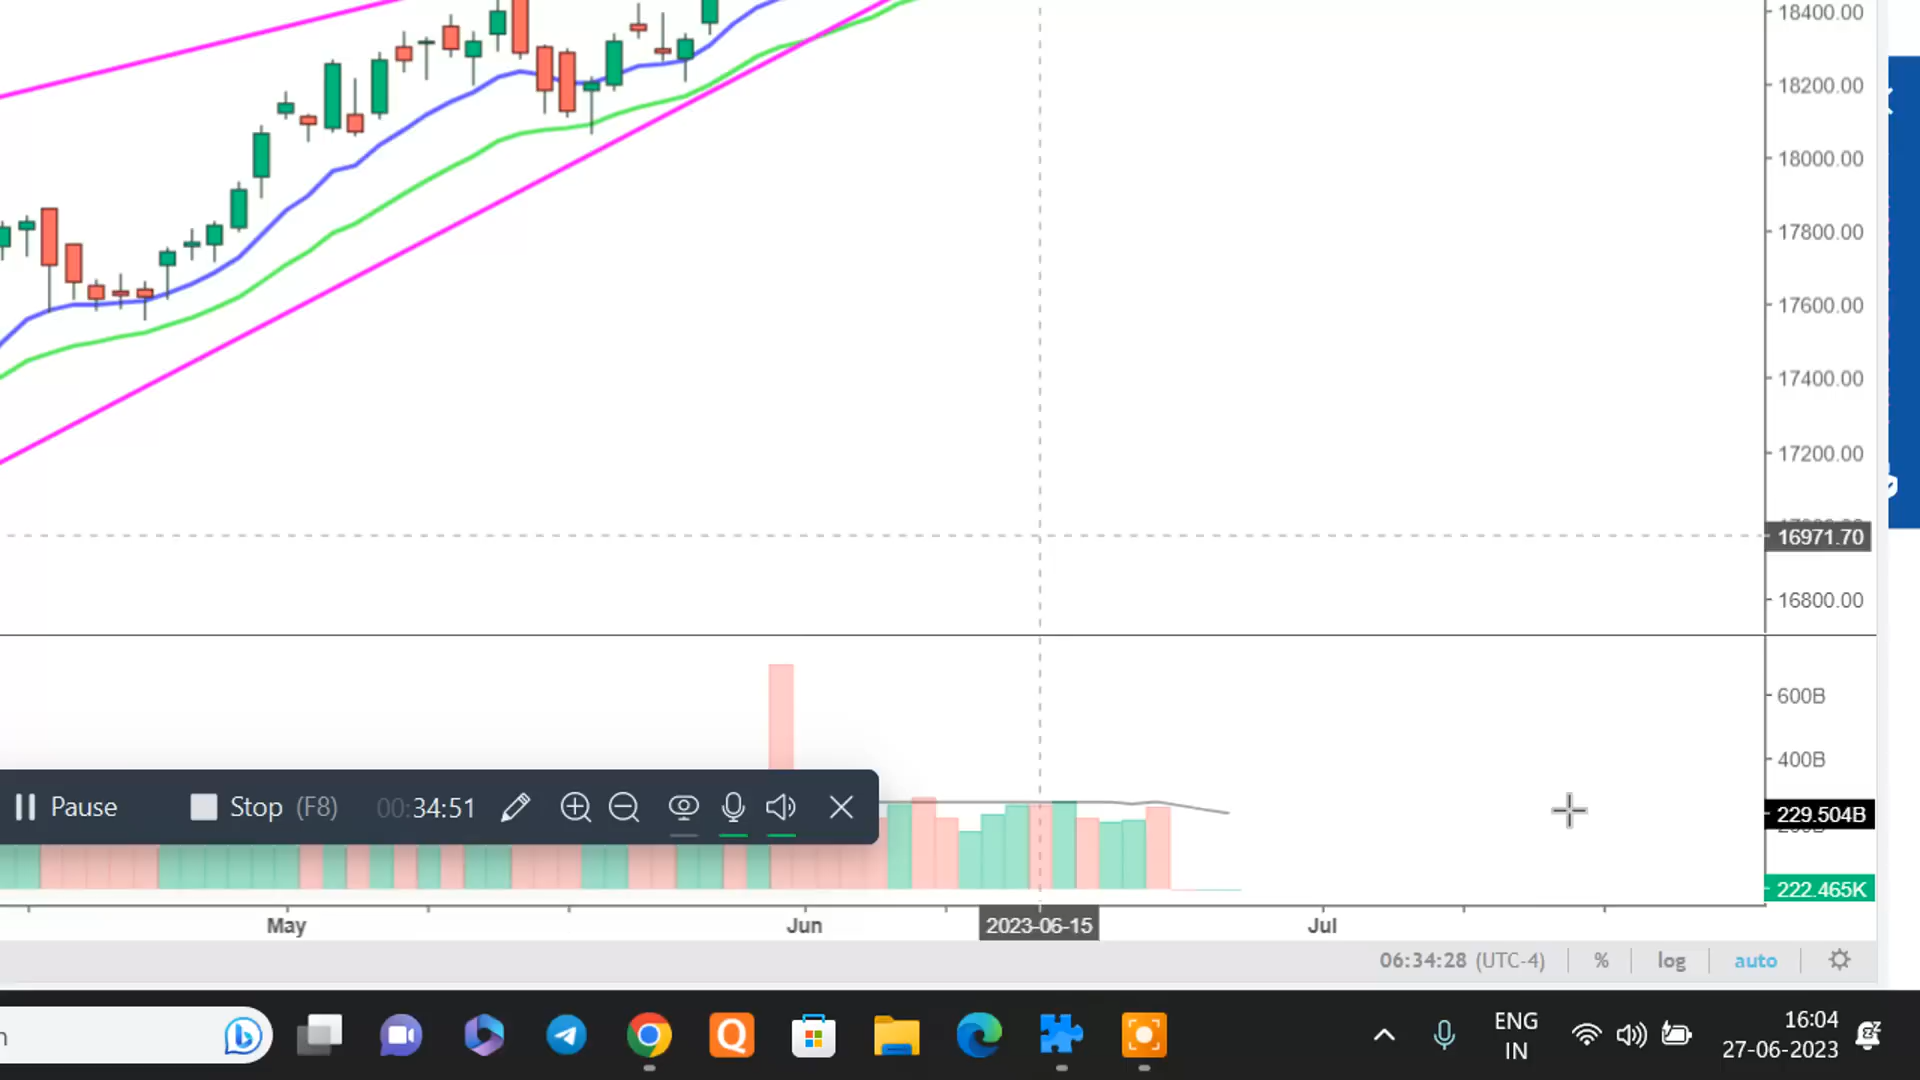 18400.00
18200.00
18000.00
17800.00
17600.00
17400.00
17200.00
16971.70
16800.00
600B
400B
229.504B
222.465K
Pause
Stop (F8)
00:34:51
May
Jun
2023-06-15
Jul
06:34:28 (UTC-4)
%
log
auto
Q
ENG
IN
16:04
27-06-2023